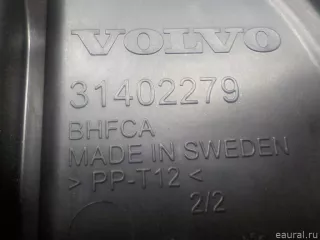 VOLVO
31402279
BHFCA
MADE IN SWEDEN
> PP-T12 <
2/2
eaural.ru